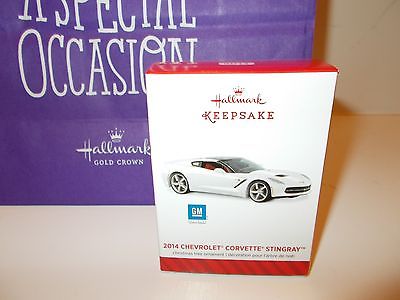 A SPECIAL
OCCASION
Hallmark
GOLD CROWN
Hallmark
KEEPSAKE
GM
2014 CHEVROLET® CORVETTE® STINGRAY™
christmas tree ornament | décoration pour l'arbre de noël